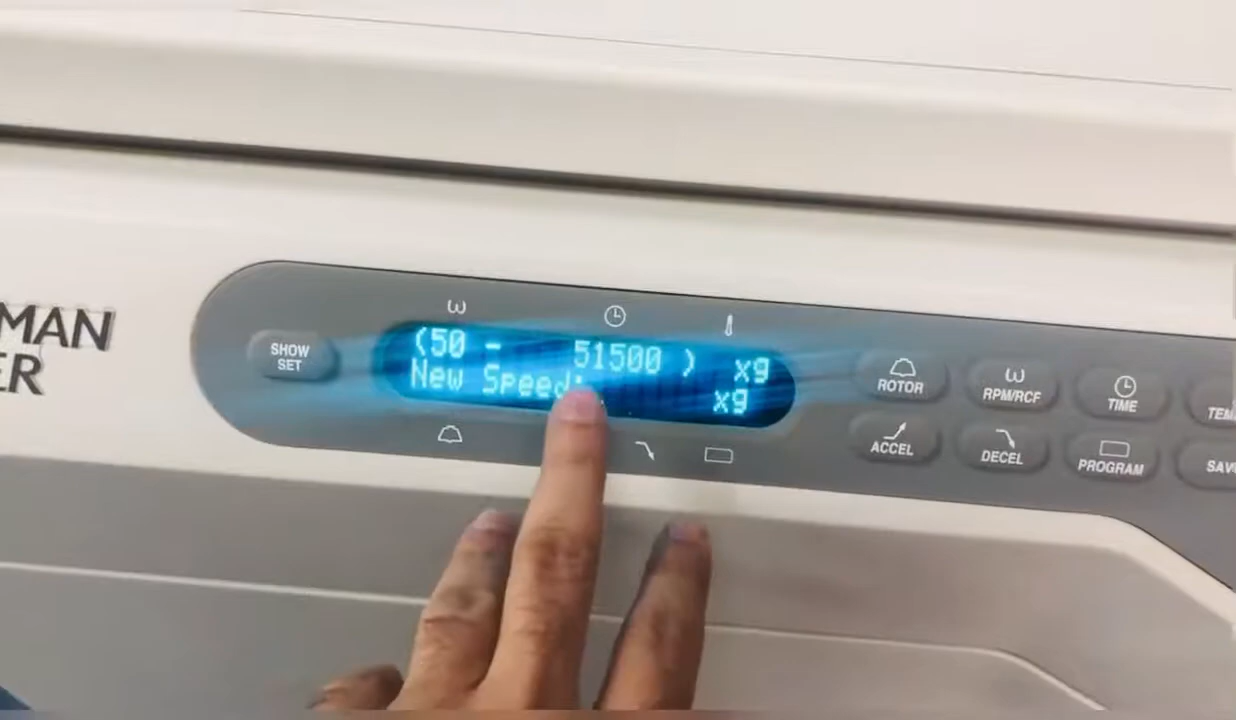 MAN
ER
SHOW
SET
ω
(50 - 51500 ) xg
New Speed: xg
ROTOR
ω
RPM/RCF
TIME
TEM
ACCEL
DECEL
PROGRAM
SAV